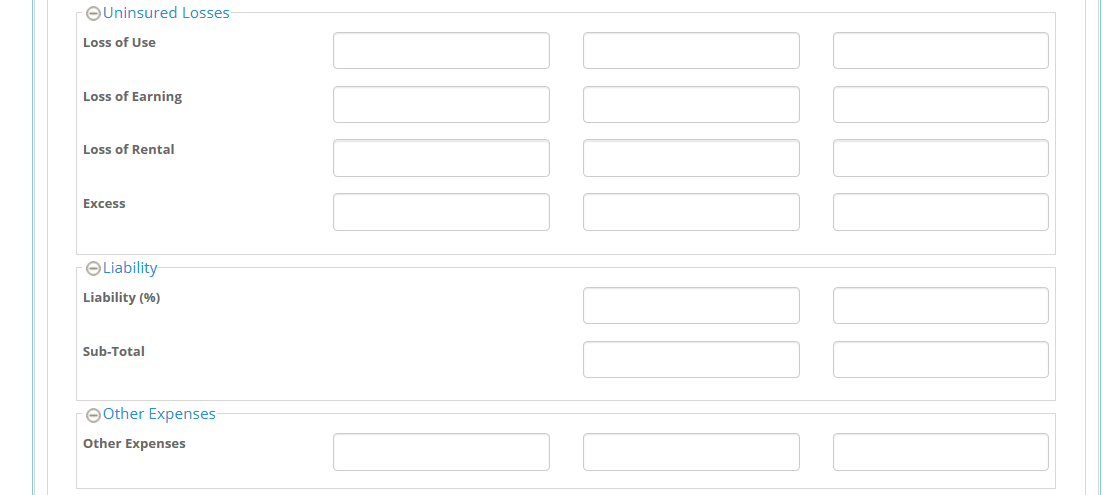 Uninsured Losses
Loss of Use
Loss of Earning
Loss of Rental
Excess
Liability
Liability (%)
Sub-Total
Other Expenses
Other Expenses